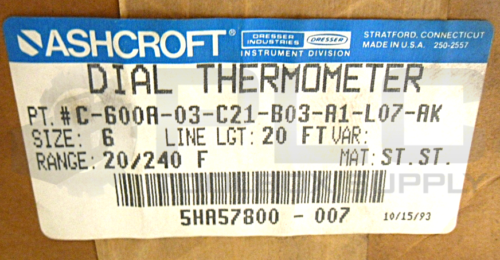 ASHCROFT®
DRESSER INDUSTRIES DRESSER
INSTRUMENT DIVISION
STRATFORD, CONNECTICUT
MADE IN U.S.A. 250-2557
DIAL THERMOMETER
PT.#C-600A-03-C21-B03-A1-L07-AK
SIZE: 6 LINE LGT: 20 FT VAR:
RANGE: 20/240 F MAT: ST.ST.
SUPPLY
5HA57800 - 007 10/15/93